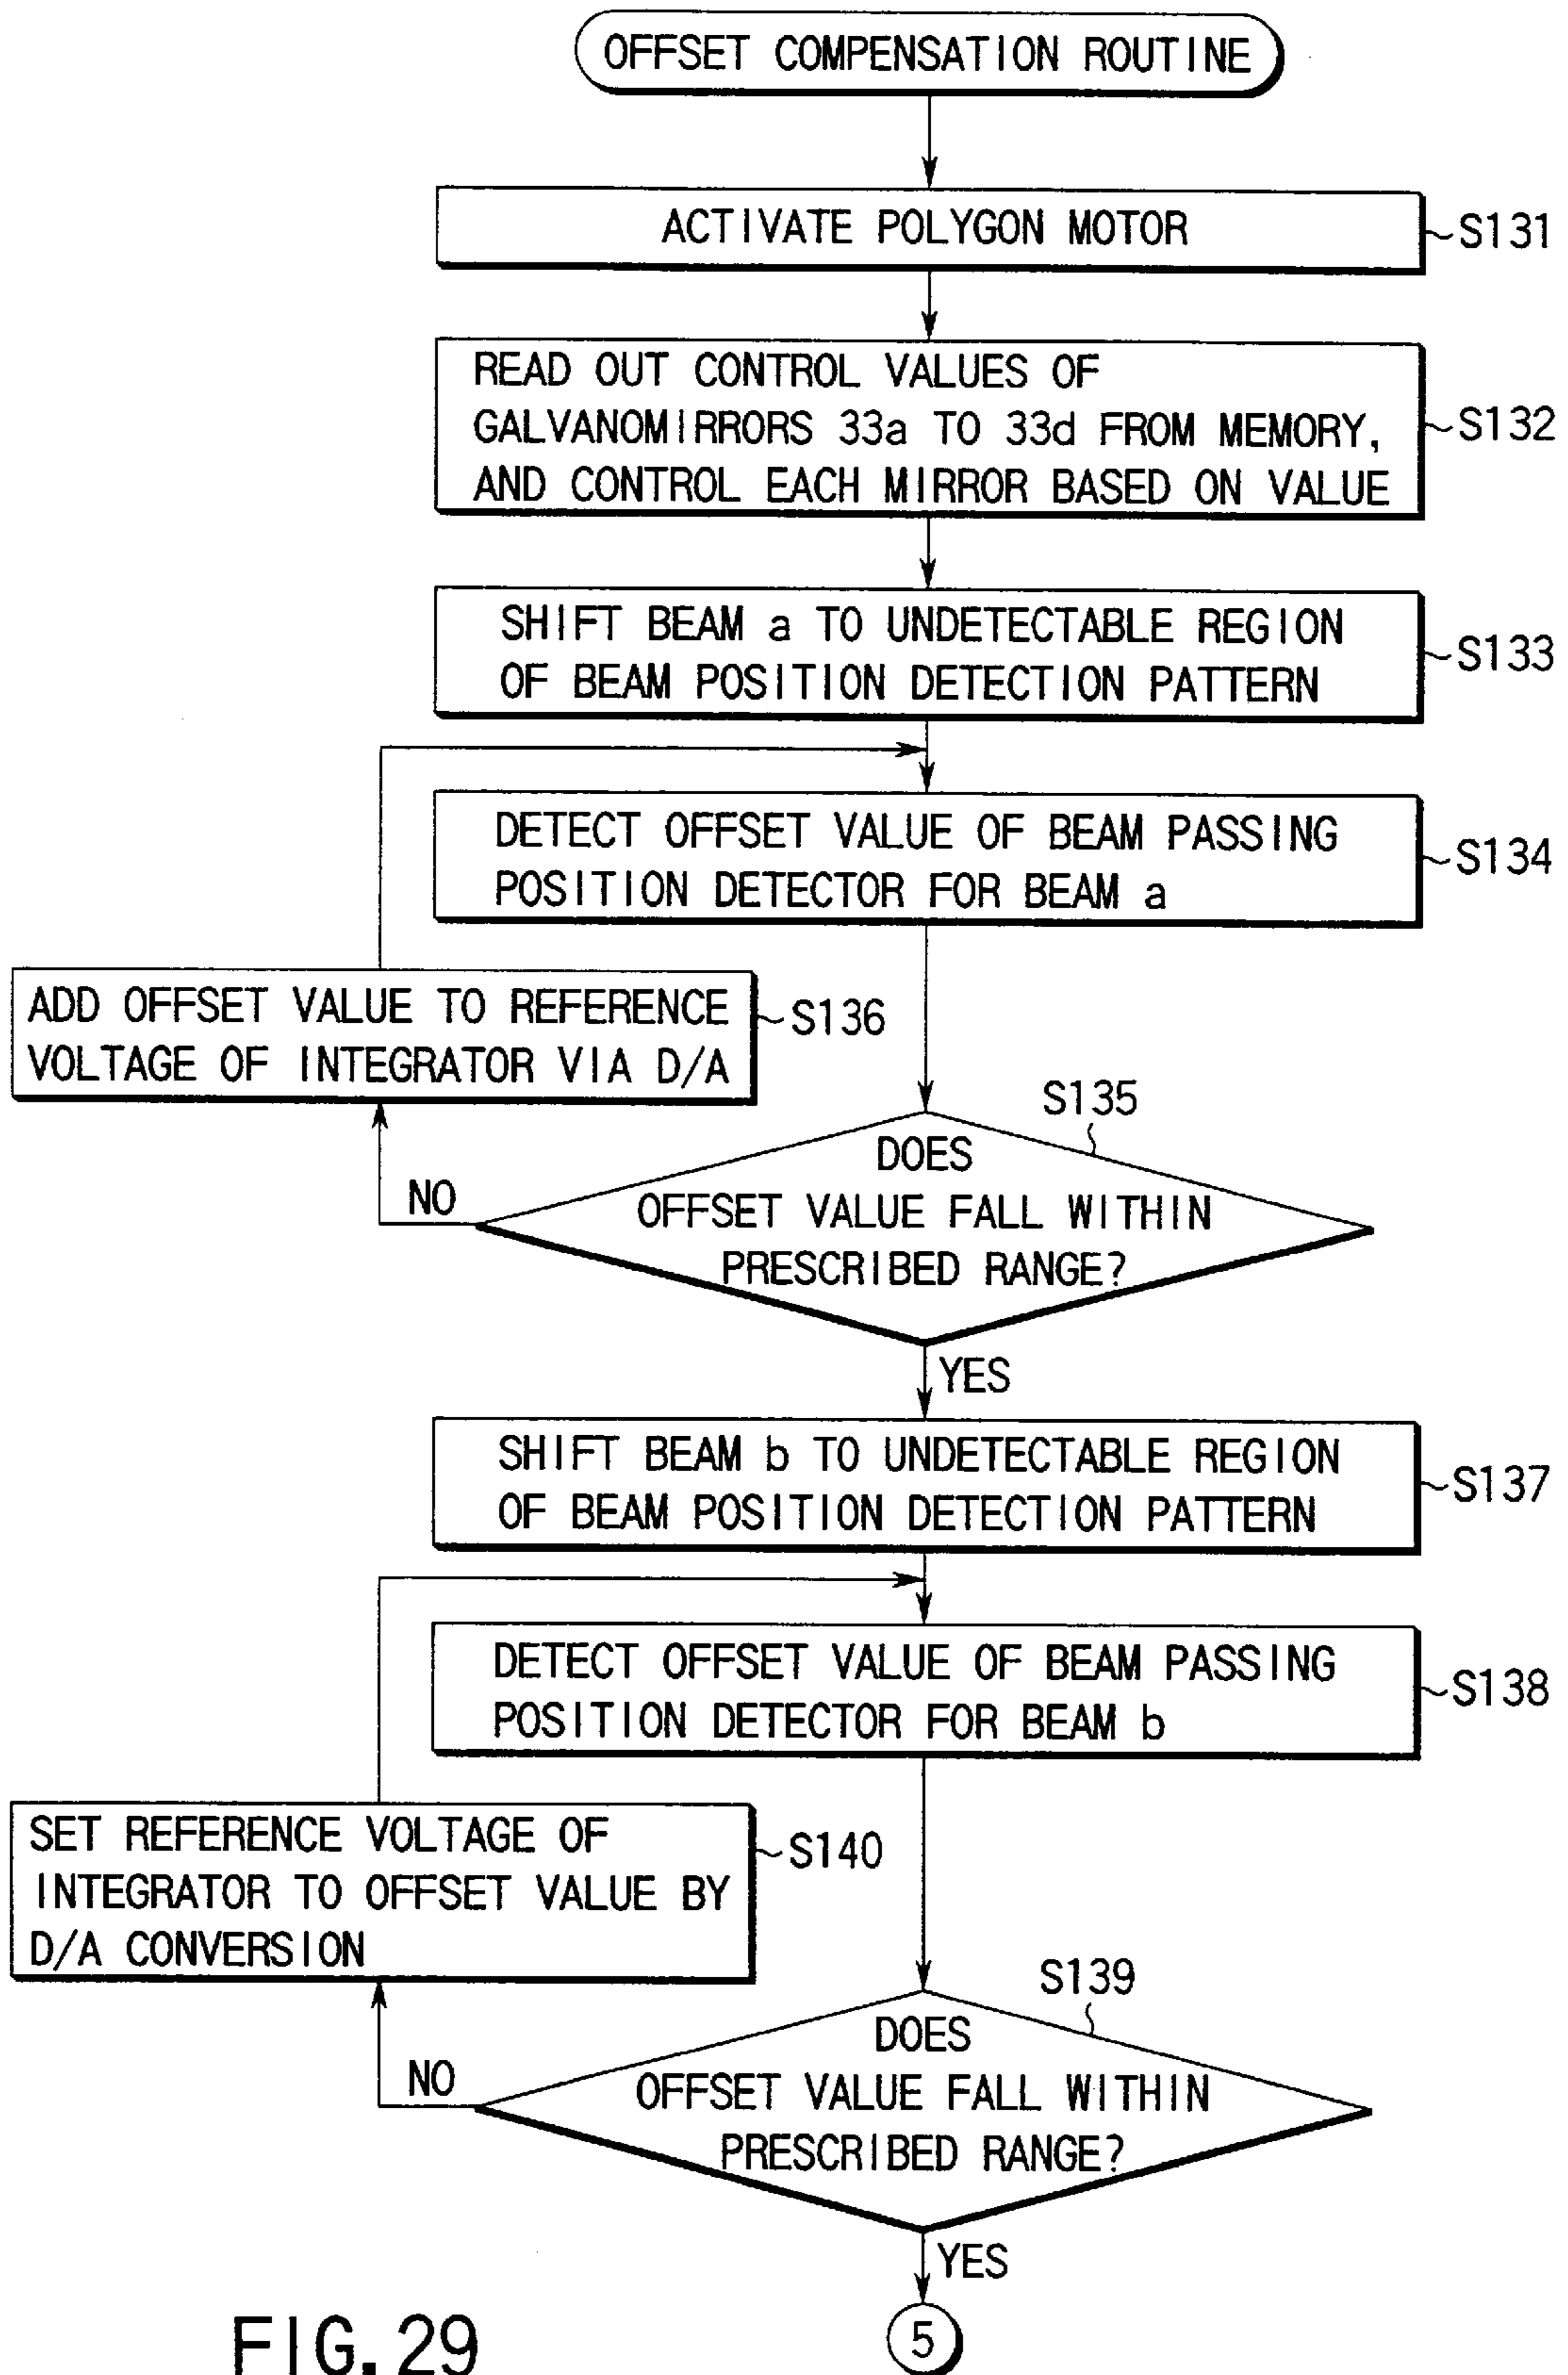 OFFSET COMPENSATION ROUTINE
ACTIVATE POLYGON MOTOR
S131
READ OUT CONTROL VALUES OF
GALVANOMIRRORS 33a TO 33d FROM MEMORY,
AND CONTROL EACH MIRROR BASED ON VALUE
S132
SHIFT BEAM a TO UNDETECTABLE REGION
OF BEAM POSITION DETECTION PATTERN
S133
DETECT OFFSET VALUE OF BEAM PASSING
POSITION DETECTOR FOR BEAM a
S134
ADD OFFSET VALUE TO REFERENCE
VOLTAGE OF INTEGRATOR VIA D/A
S136
S135
DOES
OFFSET VALUE FALL WITHIN
PRESCRIBED RANGE?
NO
YES
SHIFT BEAM b TO UNDETECTABLE REGION
OF BEAM POSITION DETECTION PATTERN
S137
DETECT OFFSET VALUE OF BEAM PASSING
POSITION DETECTOR FOR BEAM b
S138
SET REFERENCE VOLTAGE OF
INTEGRATOR TO OFFSET VALUE BY
D/A CONVERSION
S140
S139
DOES
OFFSET VALUE FALL WITHIN
PRESCRIBED RANGE?
NO
YES
5
FIG. 29